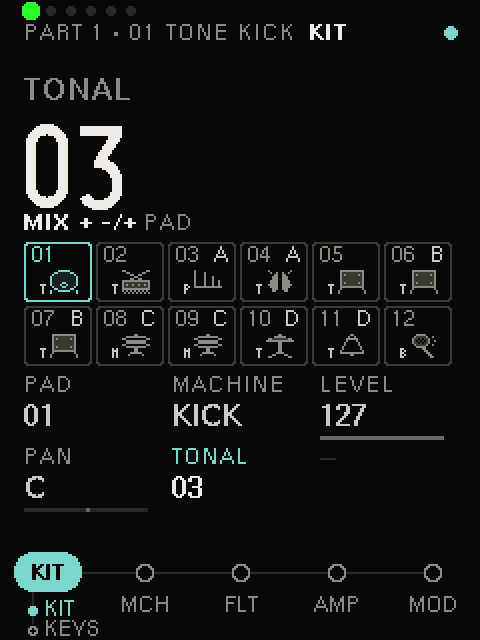 PART 1 · 01 TONE KICK KIT
TONAL
03
MIX + -/+ PAD
01 02 03 A 04 A 05 06 B
T T P T T T
07 B 08 C 09 C 10 D 11 D 12
T M M T T B
PAD MACHINE LEVEL
01 KICK 127
PAN TONAL —
C 03
KIT
KIT MCH FLT AMP MOD
KEYS